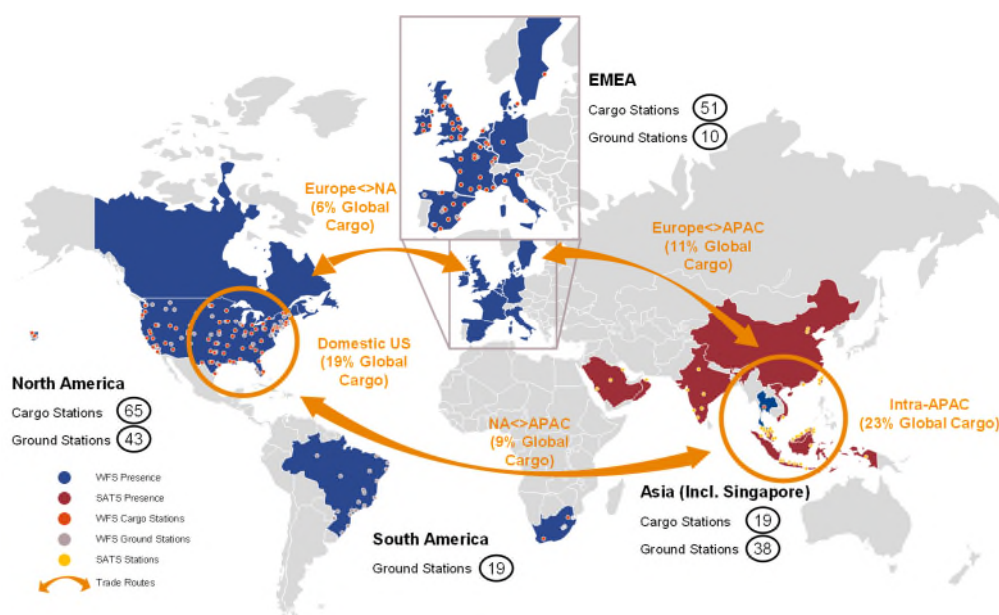 EMEA
Cargo Stations 51
Ground Stations 10
Europe<>NA
(6% Global
Cargo)
Europe<>APAC
(11% Global
Cargo)
Domestic US
(19% Global
Cargo)
North America
Cargo Stations 65
Ground Stations 43
NA<>APAC
(9% Global
Cargo)
Intra-APAC
(23% Global Cargo)
WFS Presence
SATS Presence
WFS Cargo Stations
WFS Ground Stations
SATS Stations
Trade Routes
South America
Ground Stations 19
Asia (Incl. Singapore)
Cargo Stations 19
Ground Stations 38